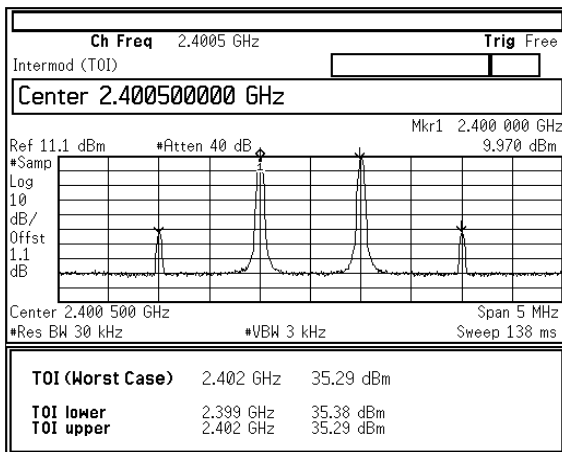 Ch Freq 2.4005 GHz Trig Free
Intermod (TOI)
Center 2.400500000 GHz
Mkr1 2.400 000 GHz
Ref 11.1 dBm #Atten 40 dB 9.970 dBm
#Samp
Log
10
dB/
Offst
1.1
dB
1
Center 2.400 500 GHz Span 5 MHz
#Res BW 30 kHz #VBW 3 kHz Sweep 138 ms
TOI (Worst Case) 2.402 GHz 35.29 dBm
TOI lower 2.399 GHz 35.38 dBm
TOI upper 2.402 GHz 35.29 dBm